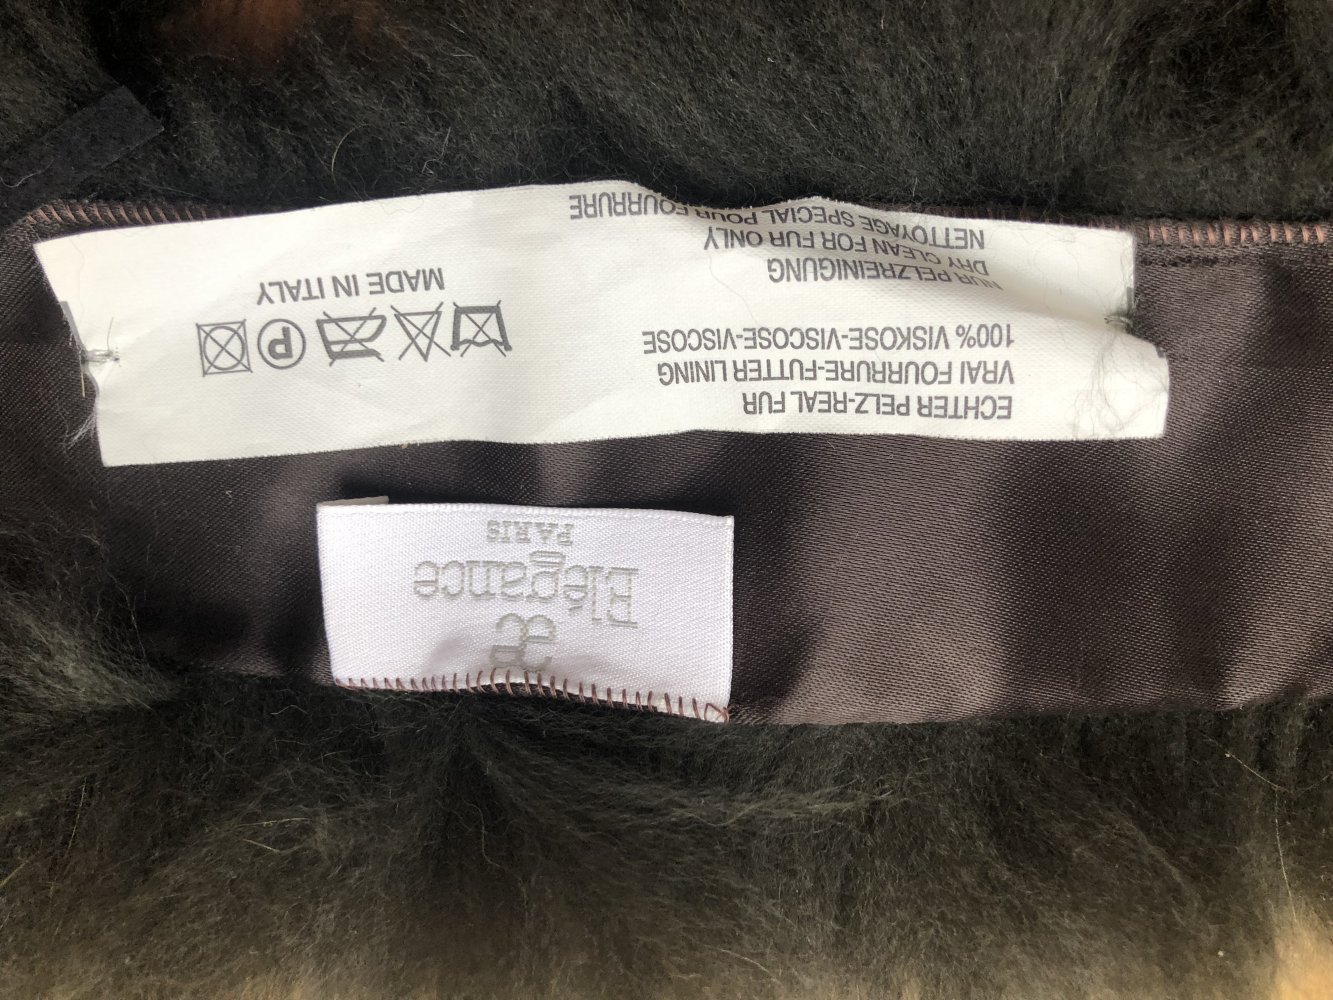 ECHTER PELZ-REAL FUR
VRAI FOURRURE-FUTTER LINING
100% VISKOSE-VISCOSE-VISCOSE
NUR PELZREINIGUNG
DRY CLEAN FOR FUR ONLY
NETTOYAGE SPECIAL POUR FOURRURE
P
MADE IN ITALY
æ
Elégance
PARIS